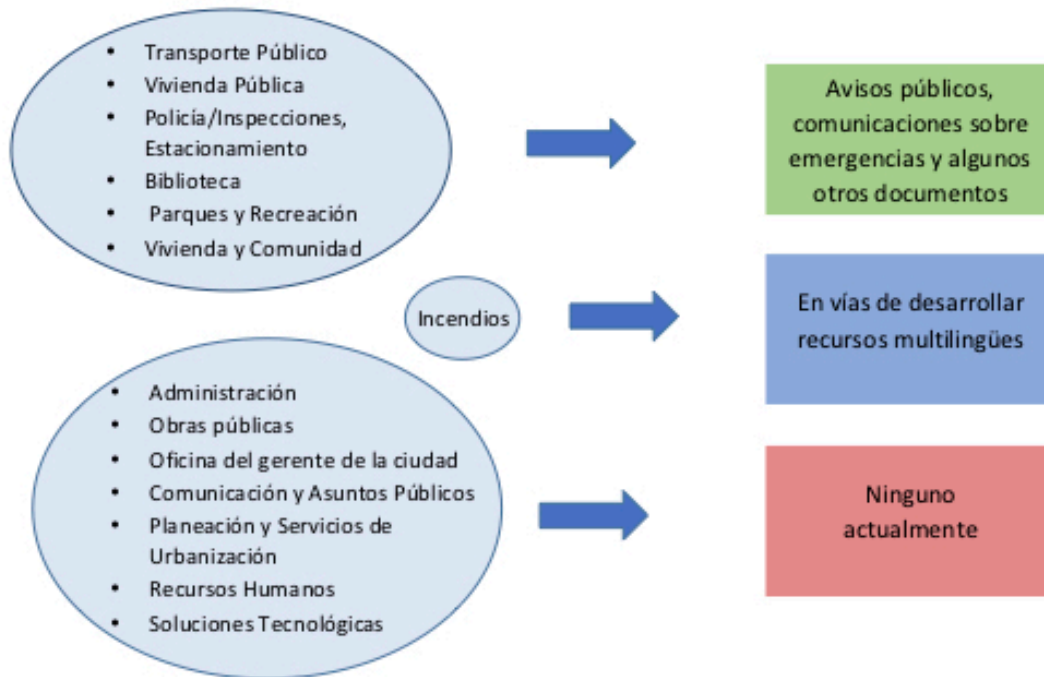 • Transporte Público
• Vivienda Pública
• Policía/Inspecciones,
Estacionamiento
• Biblioteca
• Parques y Recreación
• Vivienda y Comunidad
Avisos públicos,
comunicaciones sobre
emergencias y algunos
otros documentos
Incendios
En vías de desarrollar
recursos multilingües
• Administración
• Obras públicas
• Oficina del gerente de la ciudad
• Comunicación y Asuntos Públicos
• Planeación y Servicios de
Urbanización
• Recursos Humanos
• Soluciones Tecnológicas
Ninguno
actualmente